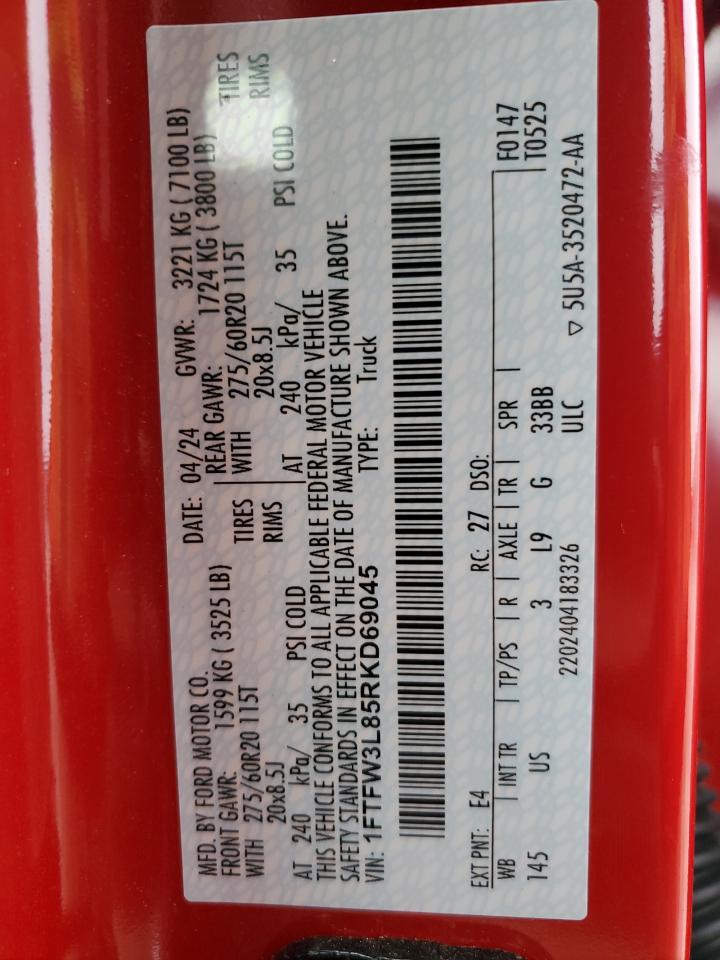 MFD. BY FORD MOTOR CO. DATE: 04/24 GVWR: 3221 KG ( 7100 LB)
FRONT GAWR: 1599 KG ( 3525 LB) REAR GAWR: 1724 KG ( 3800 LB)
WITH 275/60R20 115T TIRES WITH 275/60R20 115T TIRES
20x8.5J RIMS 20x8.5J RIMS
AT 240 kPa/ 35 PSI COLD AT 240 kPa/ 35 PSI COLD
THIS VEHICLE CONFORMS TO ALL APPLICABLE FEDERAL MOTOR VEHICLE
SAFETY STANDARDS IN EFFECT ON THE DATE OF MANUFACTURE SHOWN ABOVE.
VIN: 1FTFW3L85RKD69045 TYPE: Truck
EXT PNT: E4 RC: 27 DSO: F0147
WB INT TR TP/PS R AXLE TR SPR T0525
145 US 3 L9 G 33BB
2202404183326 ULC ▽ 5U5A-3520472-AA